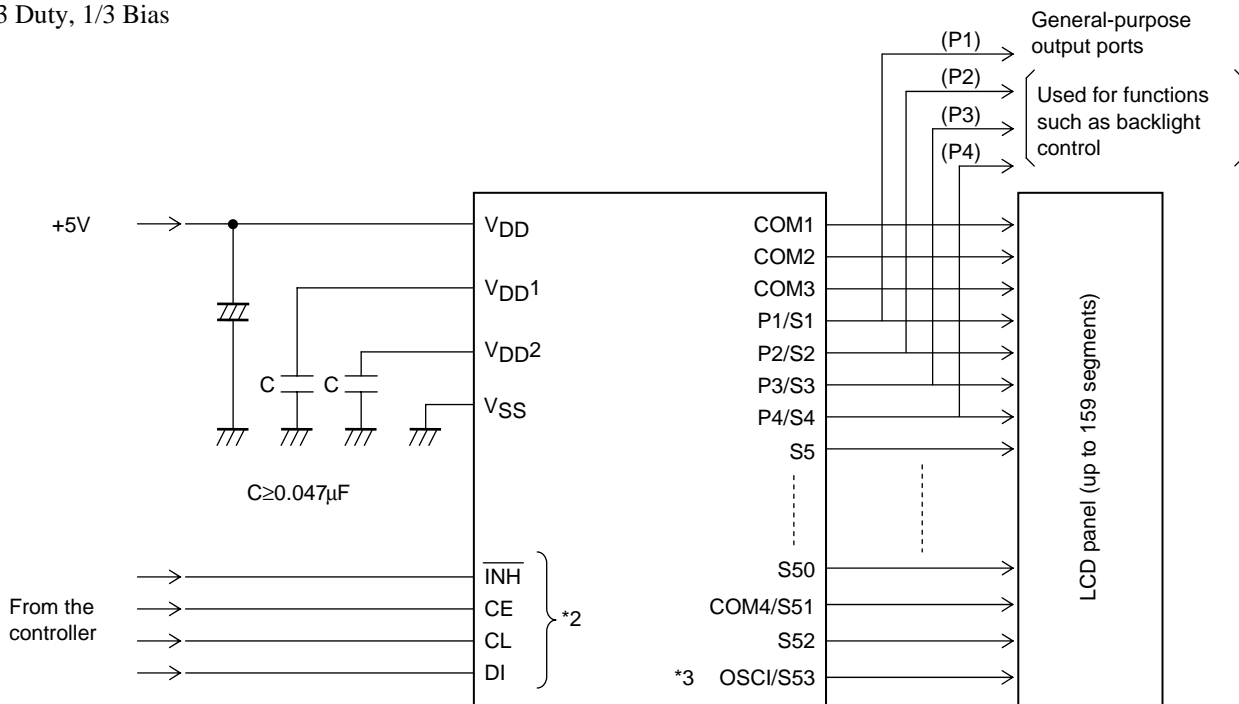 3 Duty, 1/3 Bias
General-purpose
output ports
(P1)
(P2)
(P3)
(P4)
Used for functions
such as backlight
control
+5V
VDD
VDD1
VDD2
VSS
C
C
C≥0.047µF
From the
controller
INH
CE
CL
DI
*2
COM1
COM2
COM3
P1/S1
P2/S2
P3/S3
P4/S4
S5
S50
COM4/S51
S52
*3 OSCI/S53
LCD panel (up to 159 segments)